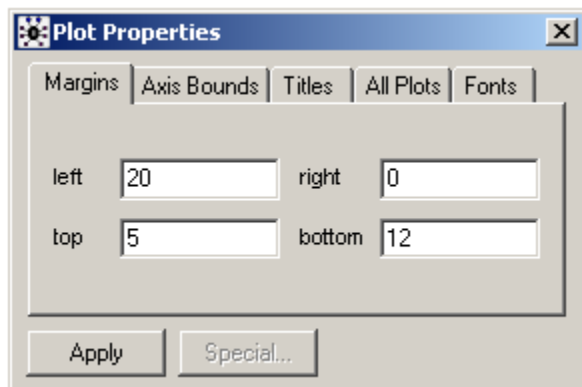 Plot Properties
Margins Axis Bounds Titles All Plots Fonts
left 20 right 0
top 5 bottom 12
Apply Special...